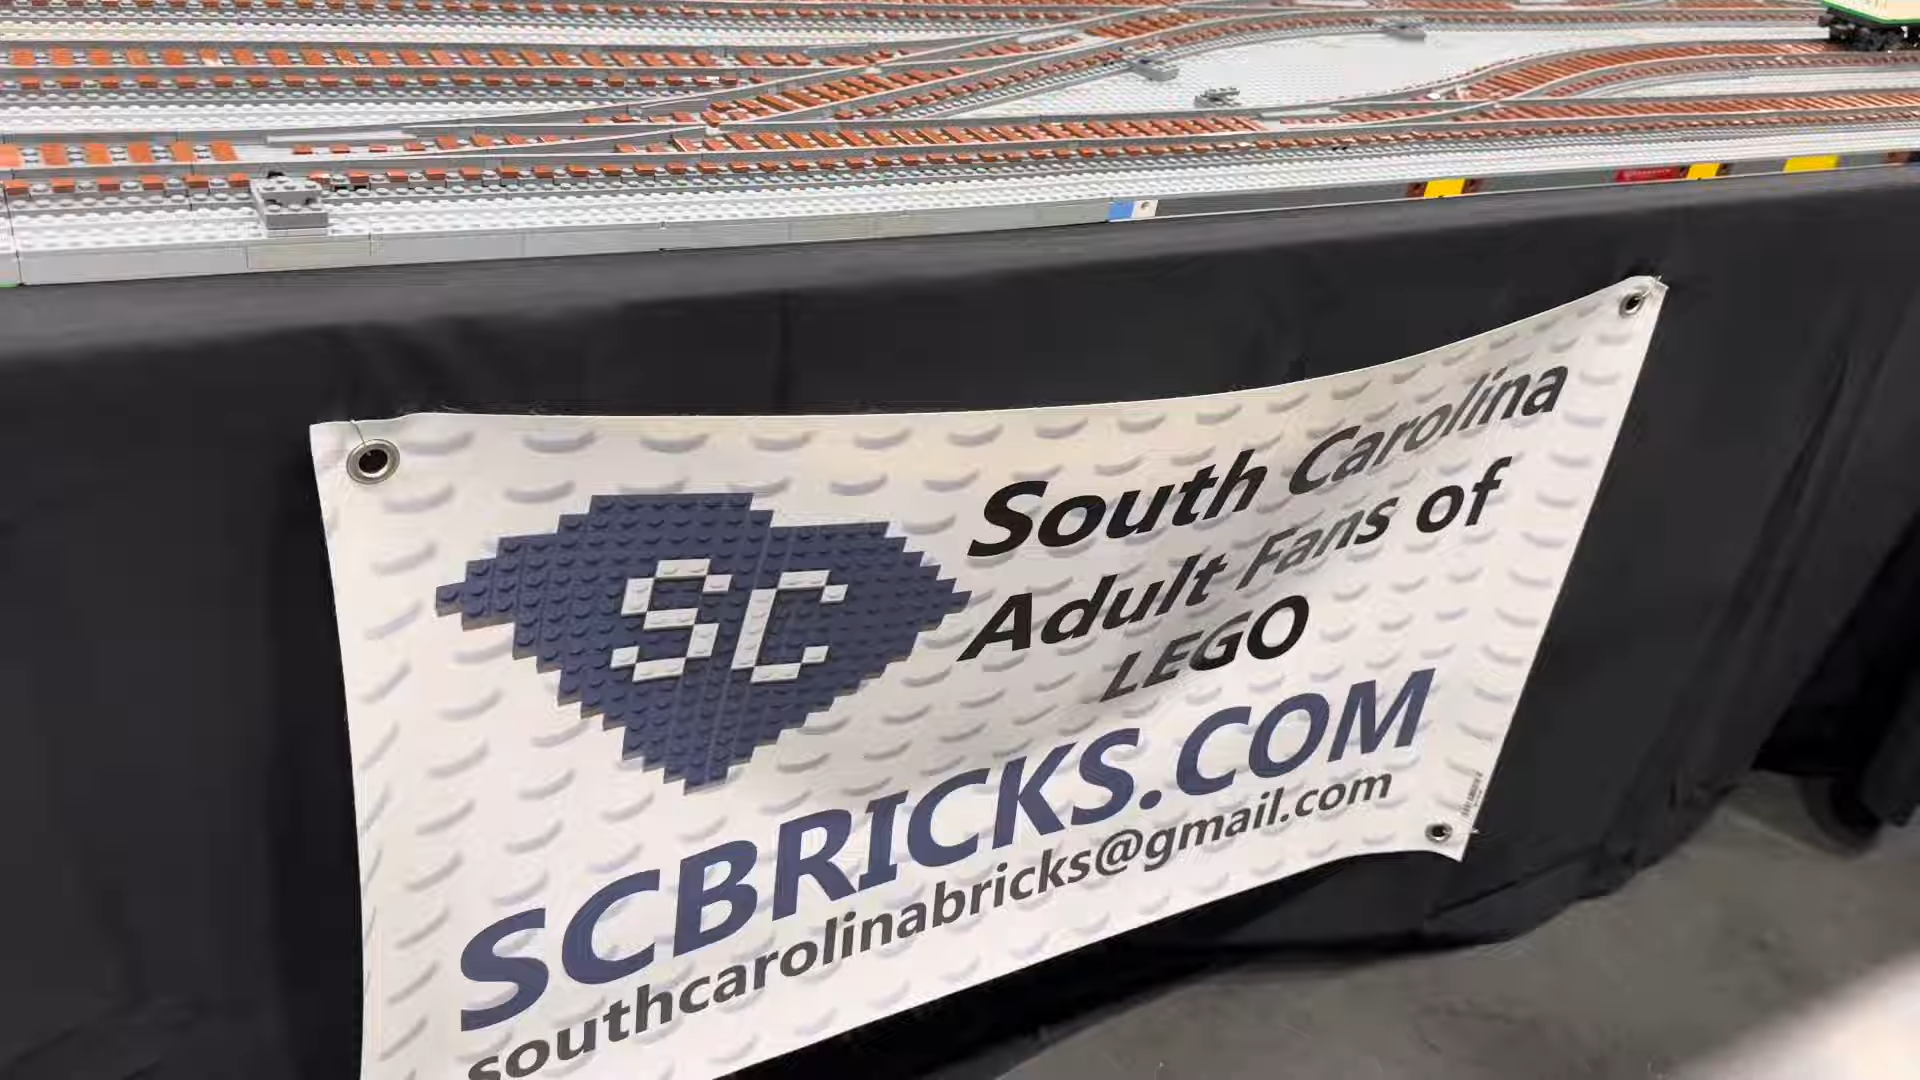 SC
South Carolina
Adult Fans of
LEGO
SCBRICKS.COM
southcarolinabricks@gmail.com